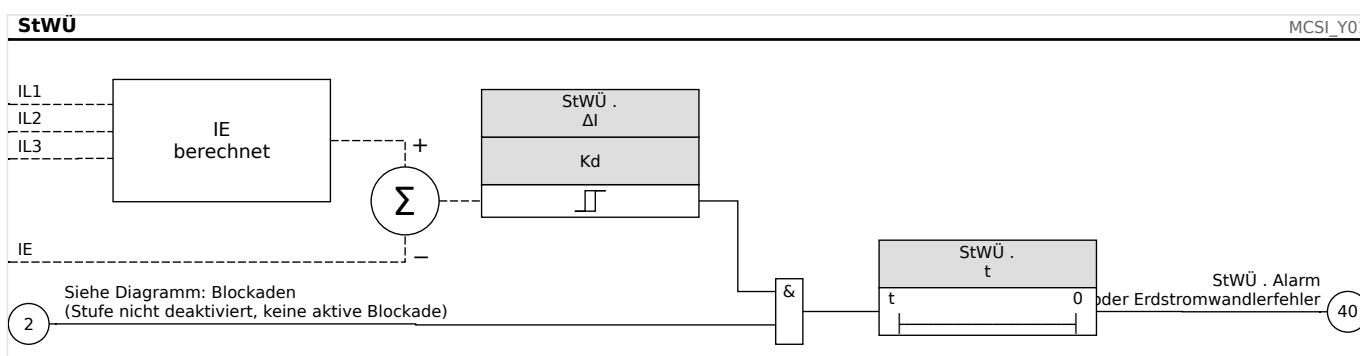 StWÜ
MCSI_Y0
IL1
IL2
IL3
IE
berechnet
+
Σ
−
IE
StWÜ .
ΔI
Kd
Siehe Diagramm: Blockaden
(Stufe nicht deaktiviert, keine aktive Blockade)
2
&
StWÜ .
t
t
0
StWÜ . Alarm
oder Erdstromwandlerfehler
40